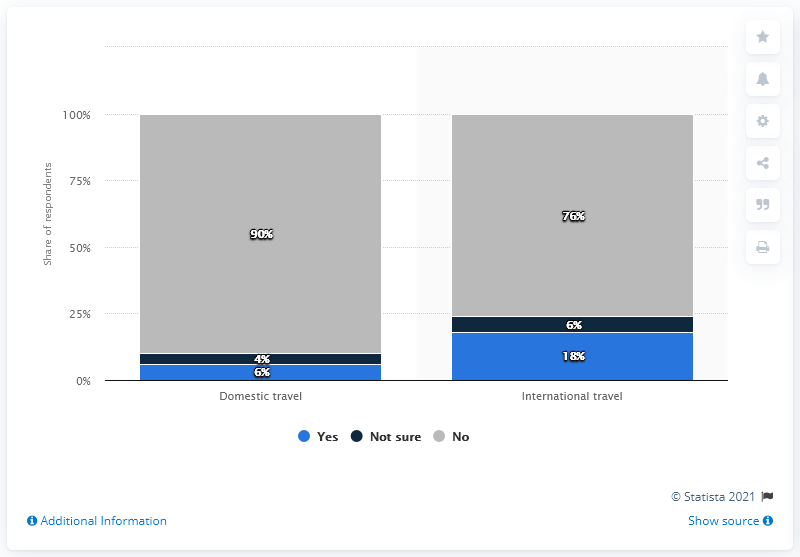 Share of respondents
100%
75%
50%
25%
0%
90%
4%
6%
76%
6%
18%
Domestic travel
International travel
Yes
Not sure
No
© Statista 2021
Additional Information
Show source